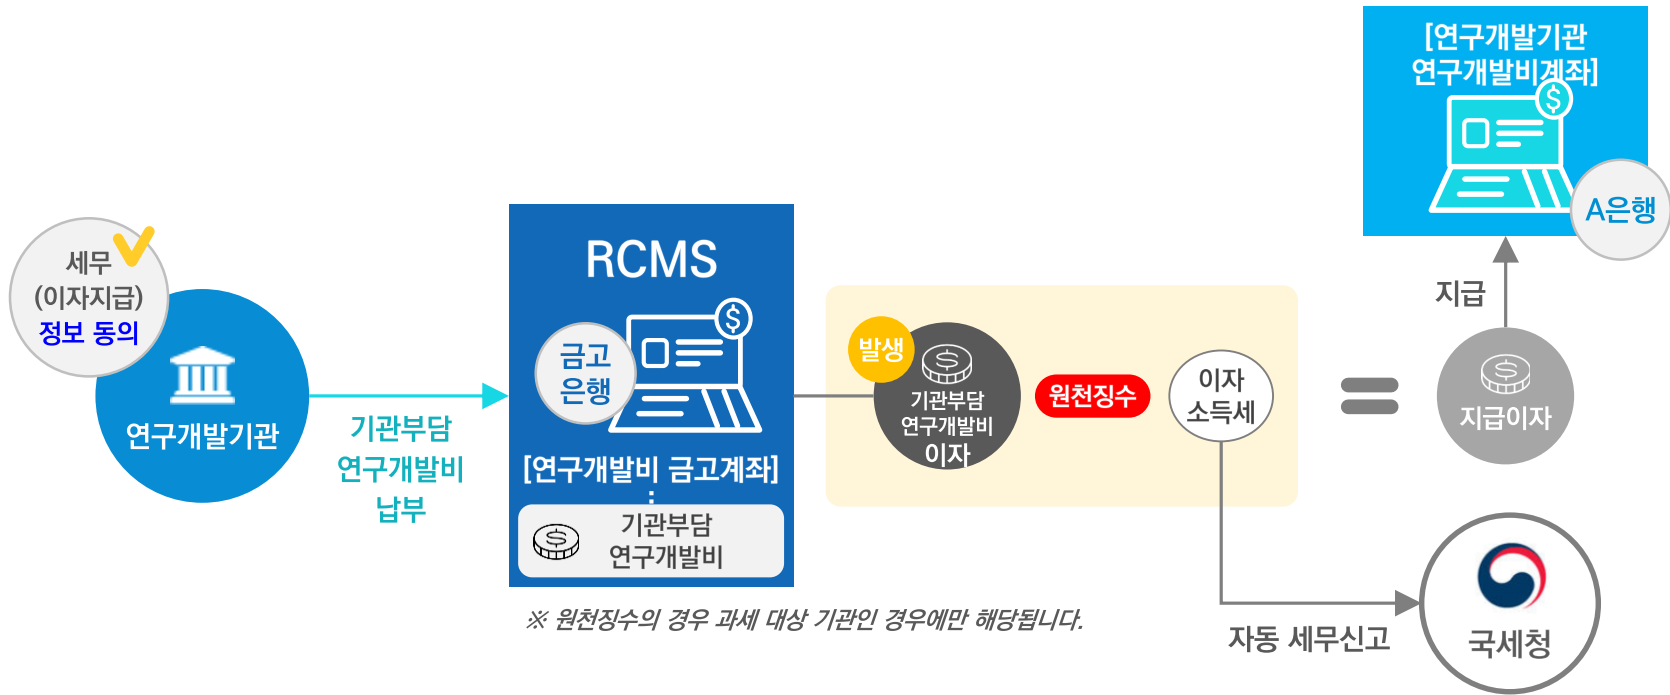 세무
(이자지급)
정보 동의
연구개발기관
기관부담
연구개발비
납부
RCMS
금고
은행
[연구개발비 금고계좌]
:
기관부담
연구개발비
발생
기관부담
연구개발비
이자
원천징수
이자
소득세
=
지급이자
지급
[연구개발기관
연구개발비계좌]
A은행
자동 세무신고
국세청
※ 원천징수의 경우 과세 대상 기관인 경우에만 해당됩니다.